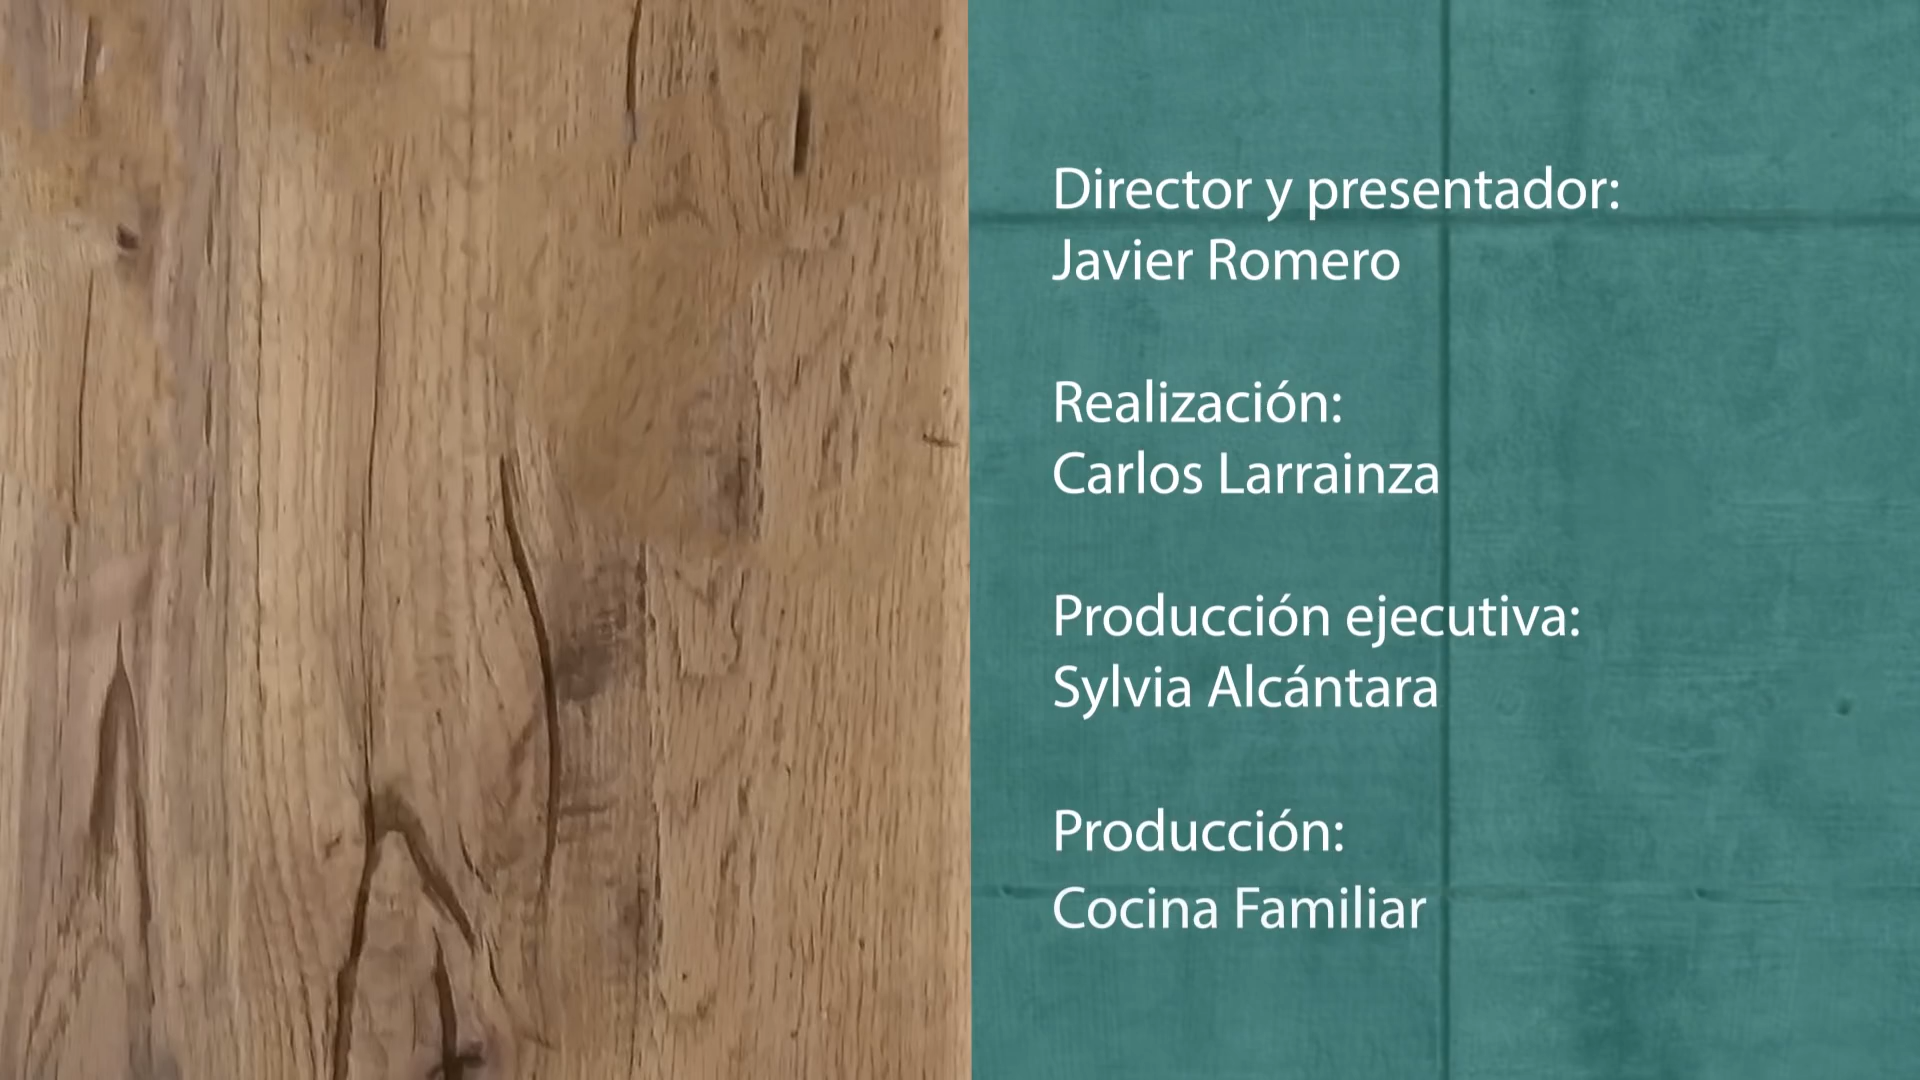 Director y presentador:
Javier Romero
Realización:
Carlos Larrainza
Producción ejecutiva:
Sylvia Alcántara
Producción:
Cocina Familiar